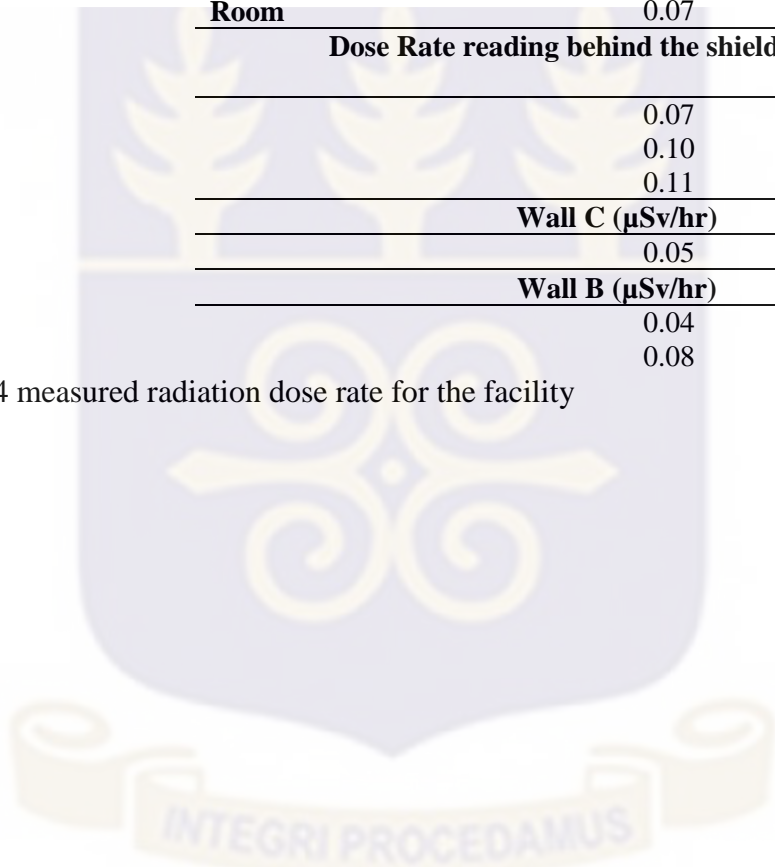 Room 0.07
Dose Rate reading behind the shield
0.07
0.10
0.11
Wall C (µSv/hr)
0.05
Wall B (µSv/hr)
0.04
0.08
4 measured radiation dose rate for the facility
INTEGRI PROCEDAMUS